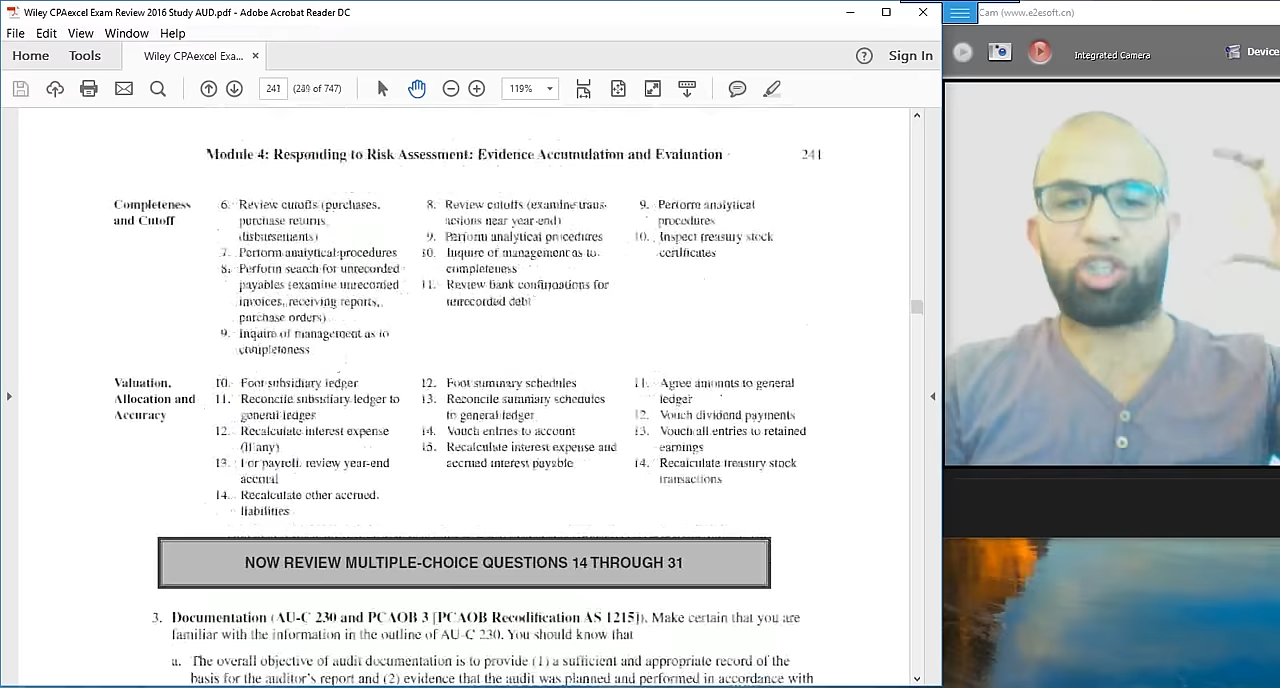 Wiley CPAexcel Exam Review 2016 Study AUD.pdf - Adobe Acrobat Reader DC
File Edit View Window Help
Home Tools Wiley CPAexcel Exa... × Sign In
241 (249 of 747) 119%
Module 4: Responding to Risk Assessment: Evidence Accumulation and Evaluation 241
Completeness and Cutoff
6. Review cutoffs (purchases,
purchase returns,
disbursements)
7. Perform analytical procedures
8. Perform search for unrecorded
payables (examine unrecorded
invoices, receiving reports,
purchase orders)
9. Inquire of management as to
completeness
8. Review cutoffs (examine trans-
actions near year-end)
9. Perform analytical procedures
10. Inquire of management as to
completeness
11. Review bank confirmations for
unrecorded debt
9. Perform analytical
procedures
10. Inspect treasury stock
certificates
Valuation,
Allocation and
Accuracy
10. Foot subsidiary ledger
11. Reconcile subsidiary ledger to
general ledger
12. Recalculate interest expense
(if any)
13. For payroll, review year-end
accrual
14. Recalculate other accrued
liabilities
12. Foot summary schedules
13. Reconcile summary schedules
to general ledger
14. Vouch entries to account
15. Recalculate interest expense and
accrued interest payable
11. Agree amounts to general
ledger
12. Vouch dividend payments
13. Vouch all entries to retained
earnings
14. Recalculate treasury stock
transactions
NOW REVIEW MULTIPLE-CHOICE QUESTIONS 14 THROUGH 31
3. Documentation (AU-C 230 and PCAOB 3 [PCAOB Recodification AS 1215]). Make certain that you are
familiar with the information in the outline of AU-C 230. You should know that
a. The overall objective of audit documentation is to provide (1) a sufficient and appropriate record of the
basis for the auditor's report and (2) evidence that the audit was planned and performed in accordance with
Cam (www.e2esoft.cn)
Integrated Camera Device